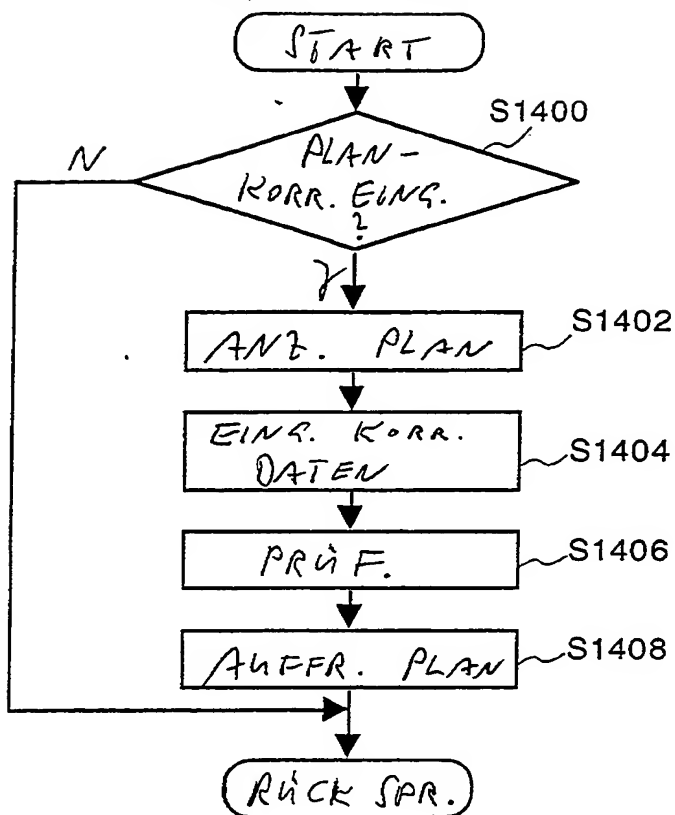 START
S1400
PLAN-
KORR. EING.
?
N
J
ANZ. PLAN
S1402
EING. KORR.
DATEN
S1404
PRÜF.
S1406
AUFFR. PLAN
S1408
RÜCK SPR.